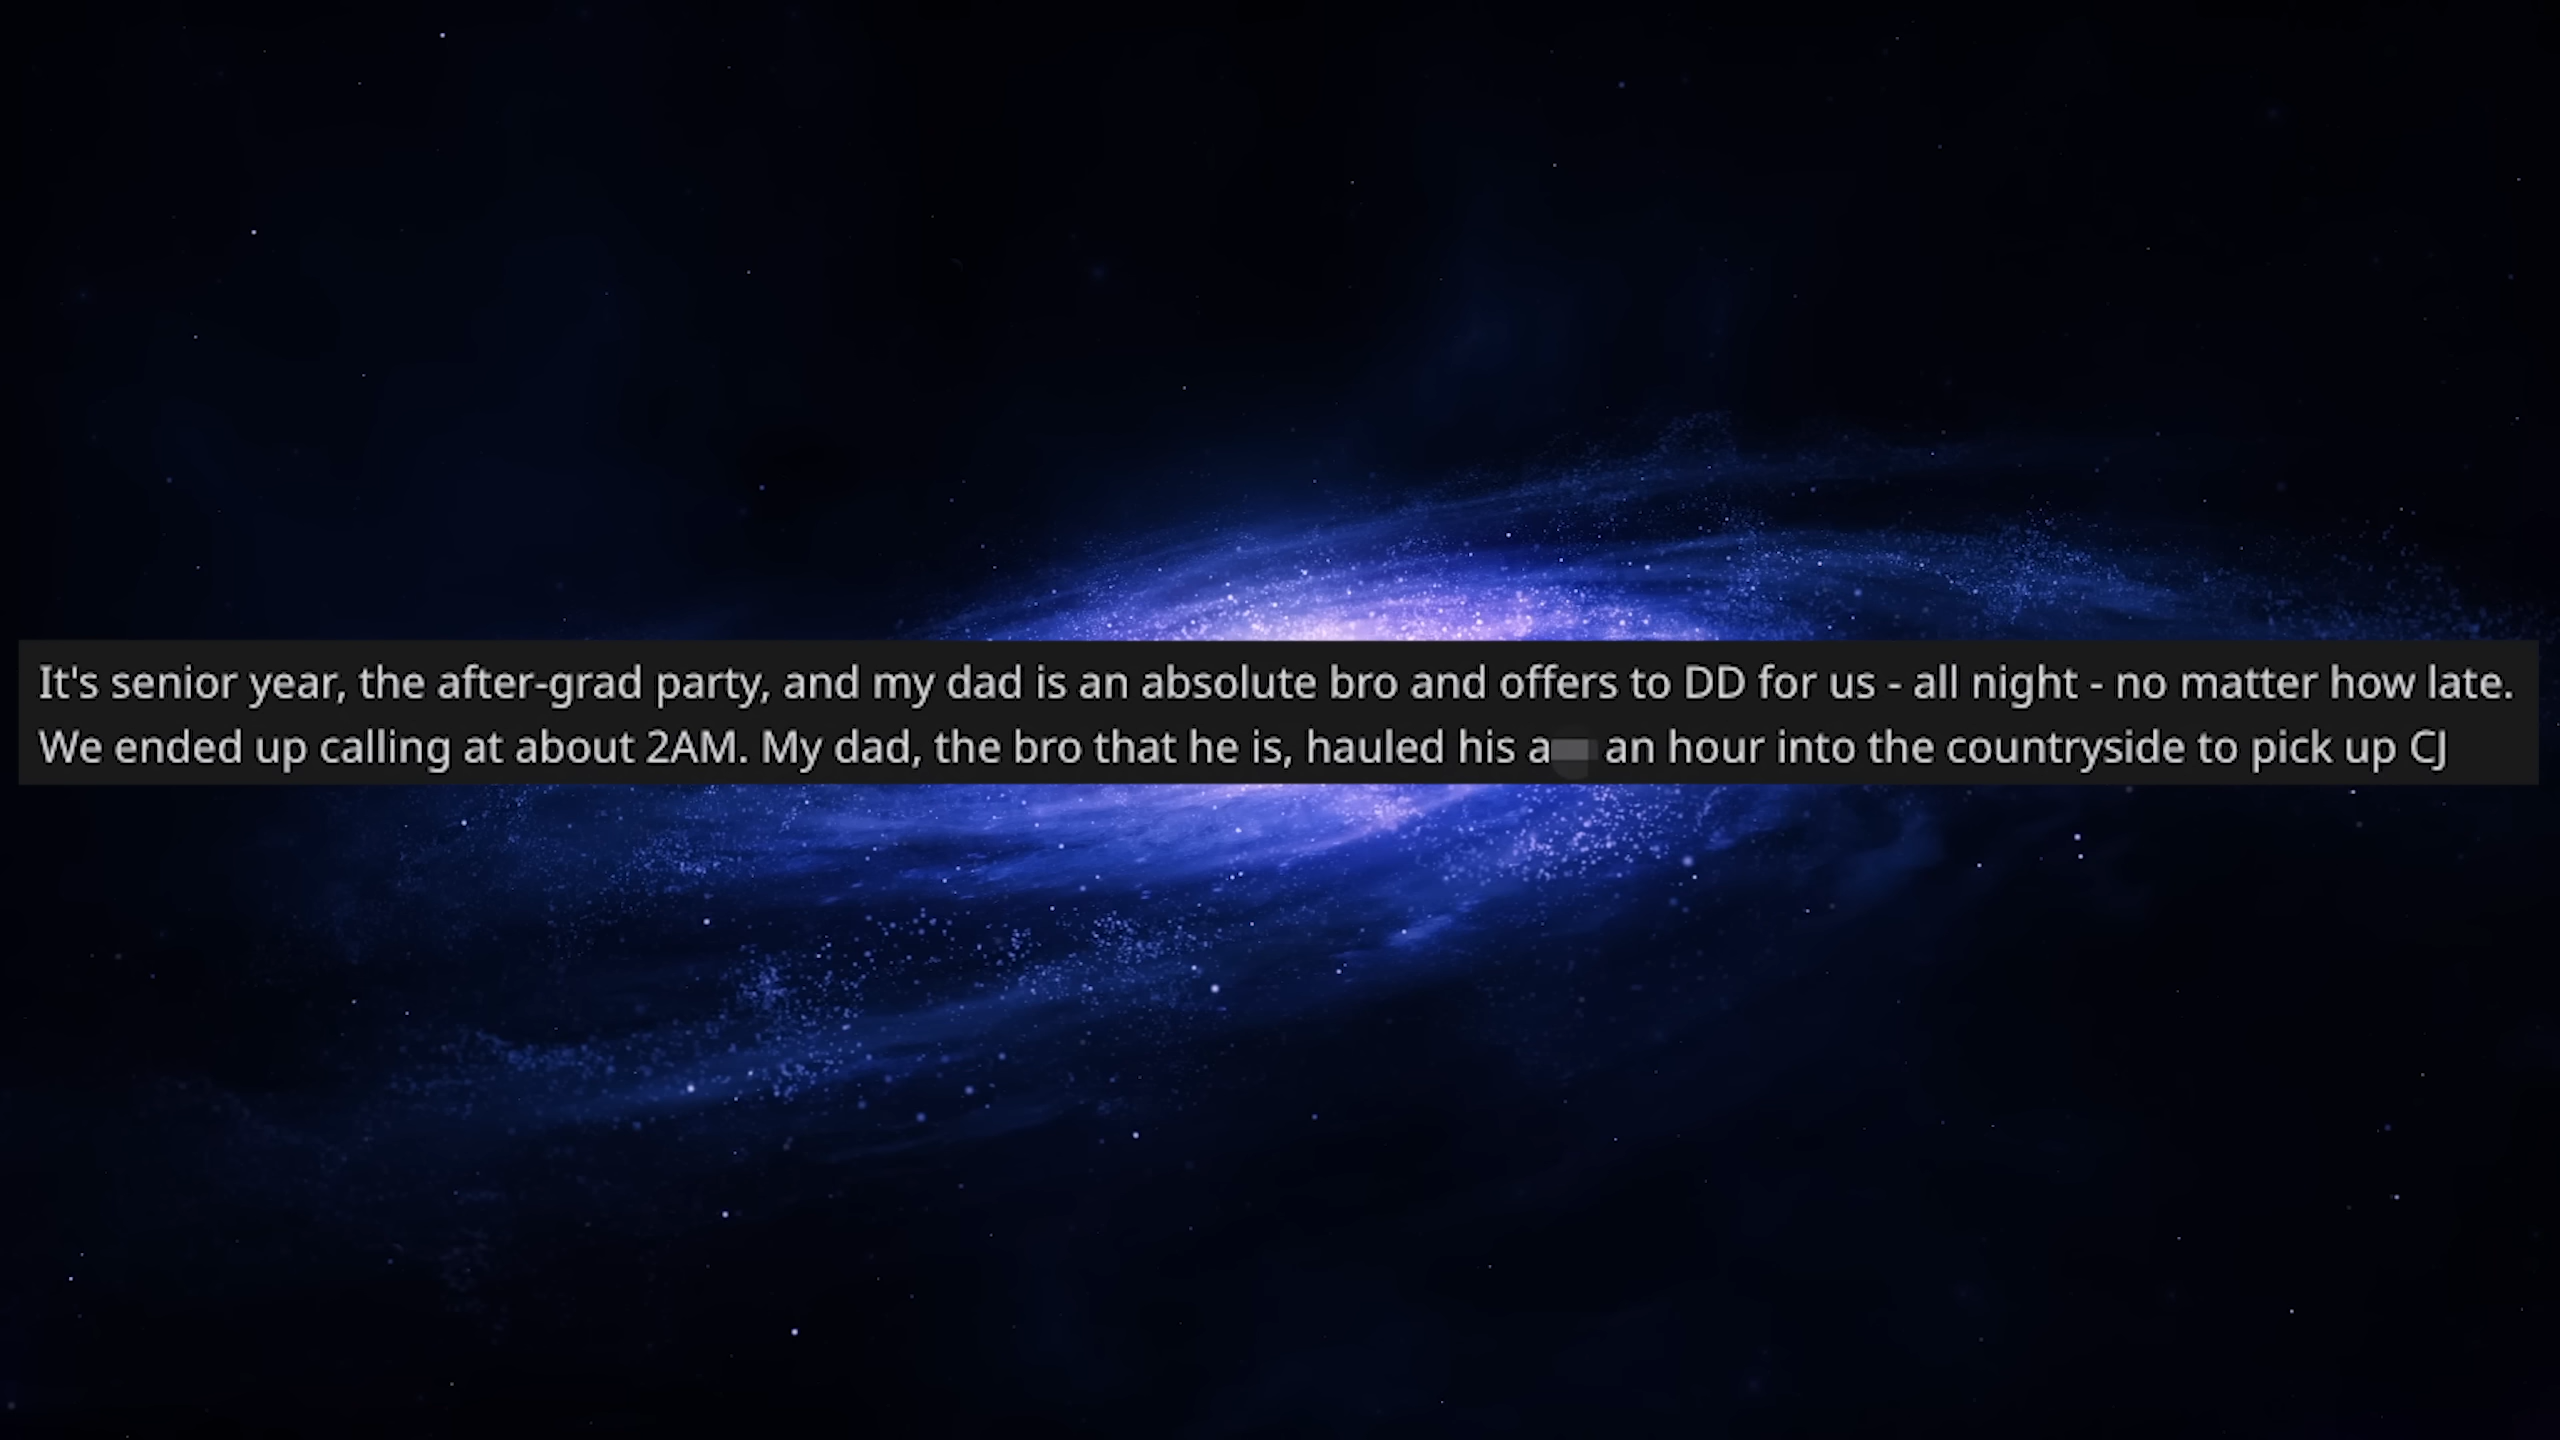 It's senior year, the after-grad party, and my dad is an absolute bro and offers to DD for us - all night - no matter how late.
We ended up calling at about 2AM. My dad, the bro that he is, hauled his a an hour into the countryside to pick up CJ